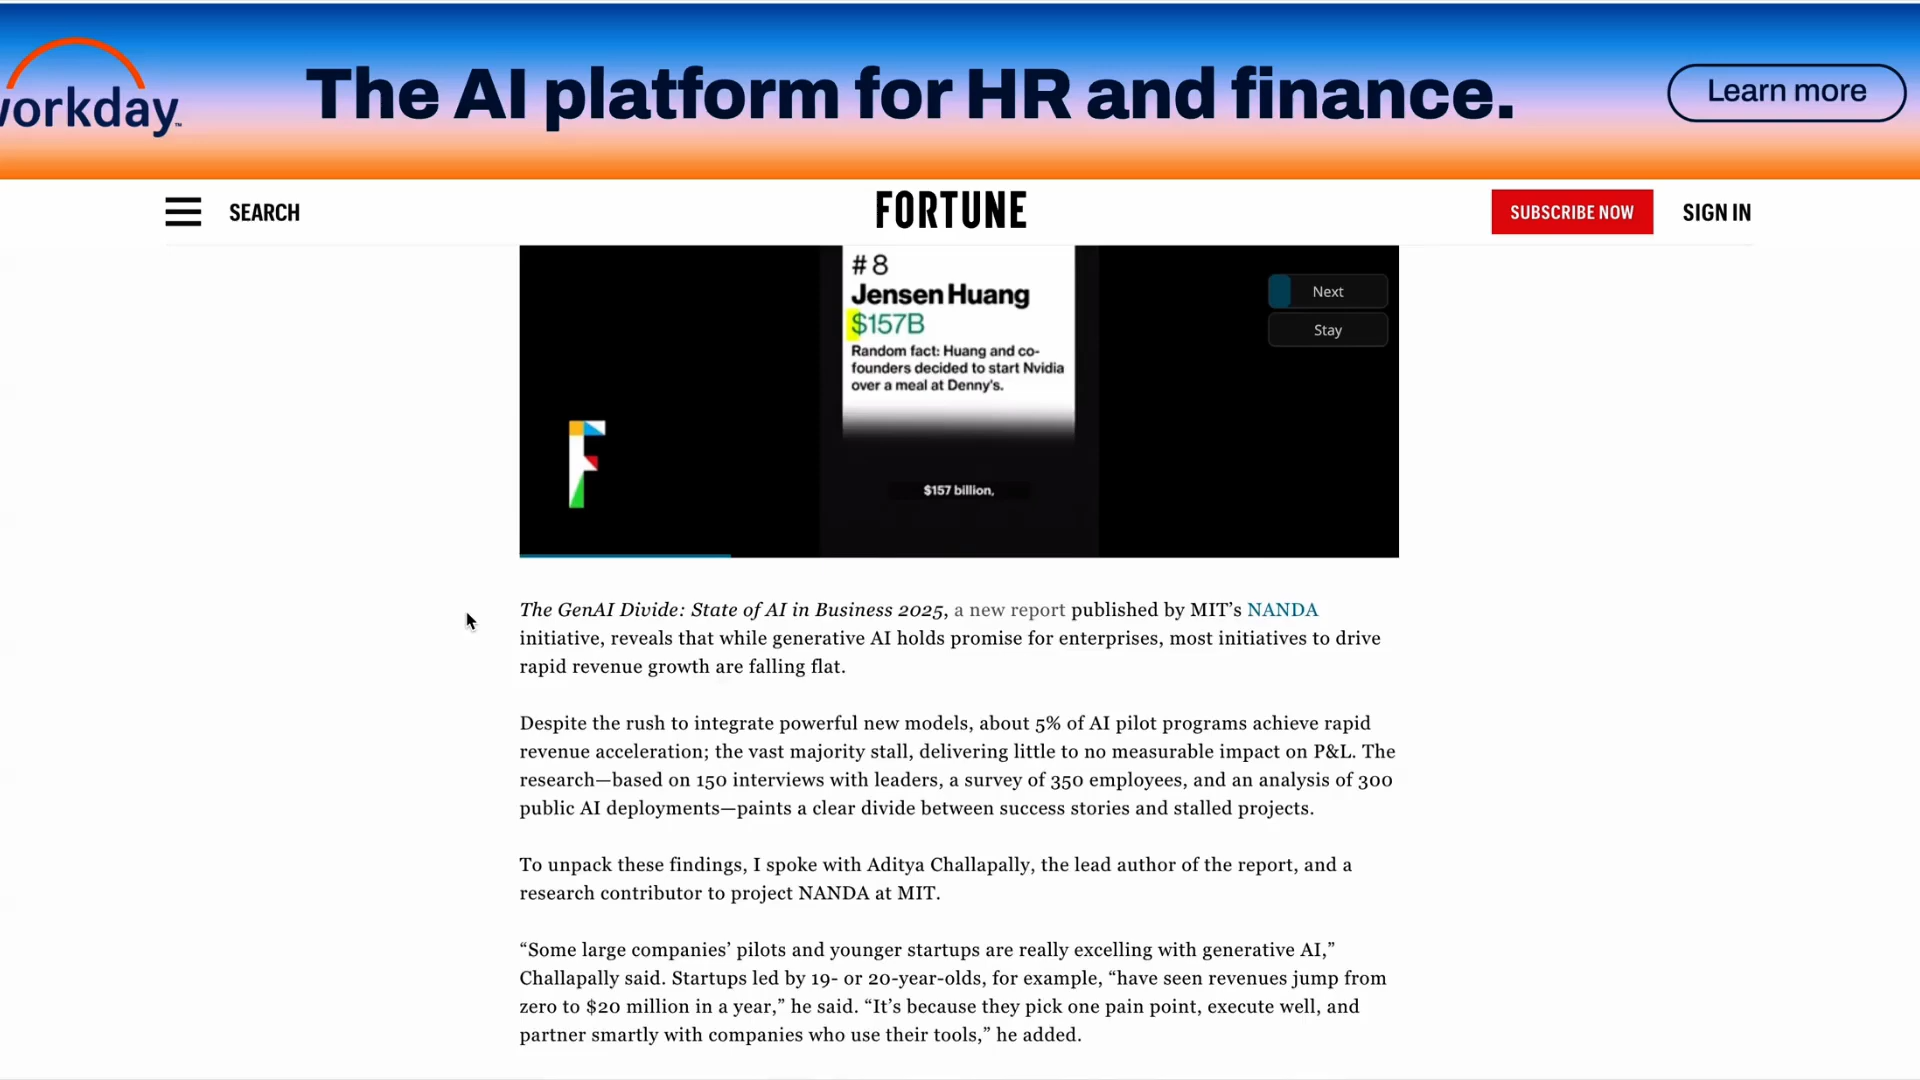 workday™
The AI platform for HR and finance.
Learn more
SEARCH
FORTUNE
SUBSCRIBE NOW
SIGN IN
#8
Jensen Huang
$157B
Random fact: Huang and co-
founders decided to start Nvidia
over a meal at Denny's.
Next
Stay
$157 billion,
The GenAI Divide: State of AI in Business 2025, a new report published by MIT’s NANDA
initiative, reveals that while generative AI holds promise for enterprises, most initiatives to drive
rapid revenue growth are falling flat.
Despite the rush to integrate powerful new models, about 5% of AI pilot programs achieve rapid
revenue acceleration; the vast majority stall, delivering little to no measurable impact on P&L. The
research—based on 150 interviews with leaders, a survey of 350 employees, and an analysis of 300
public AI deployments—paints a clear divide between success stories and stalled projects.
To unpack these findings, I spoke with Aditya Challapally, the lead author of the report, and a
research contributor to project NANDA at MIT.
“Some large companies’ pilots and younger startups are really excelling with generative AI,”
Challapally said. Startups led by 19- or 20-year-olds, for example, “have seen revenues jump from
zero to $20 million in a year,” he said. “It’s because they pick one pain point, execute well, and
partner smartly with companies who use their tools,” he added.